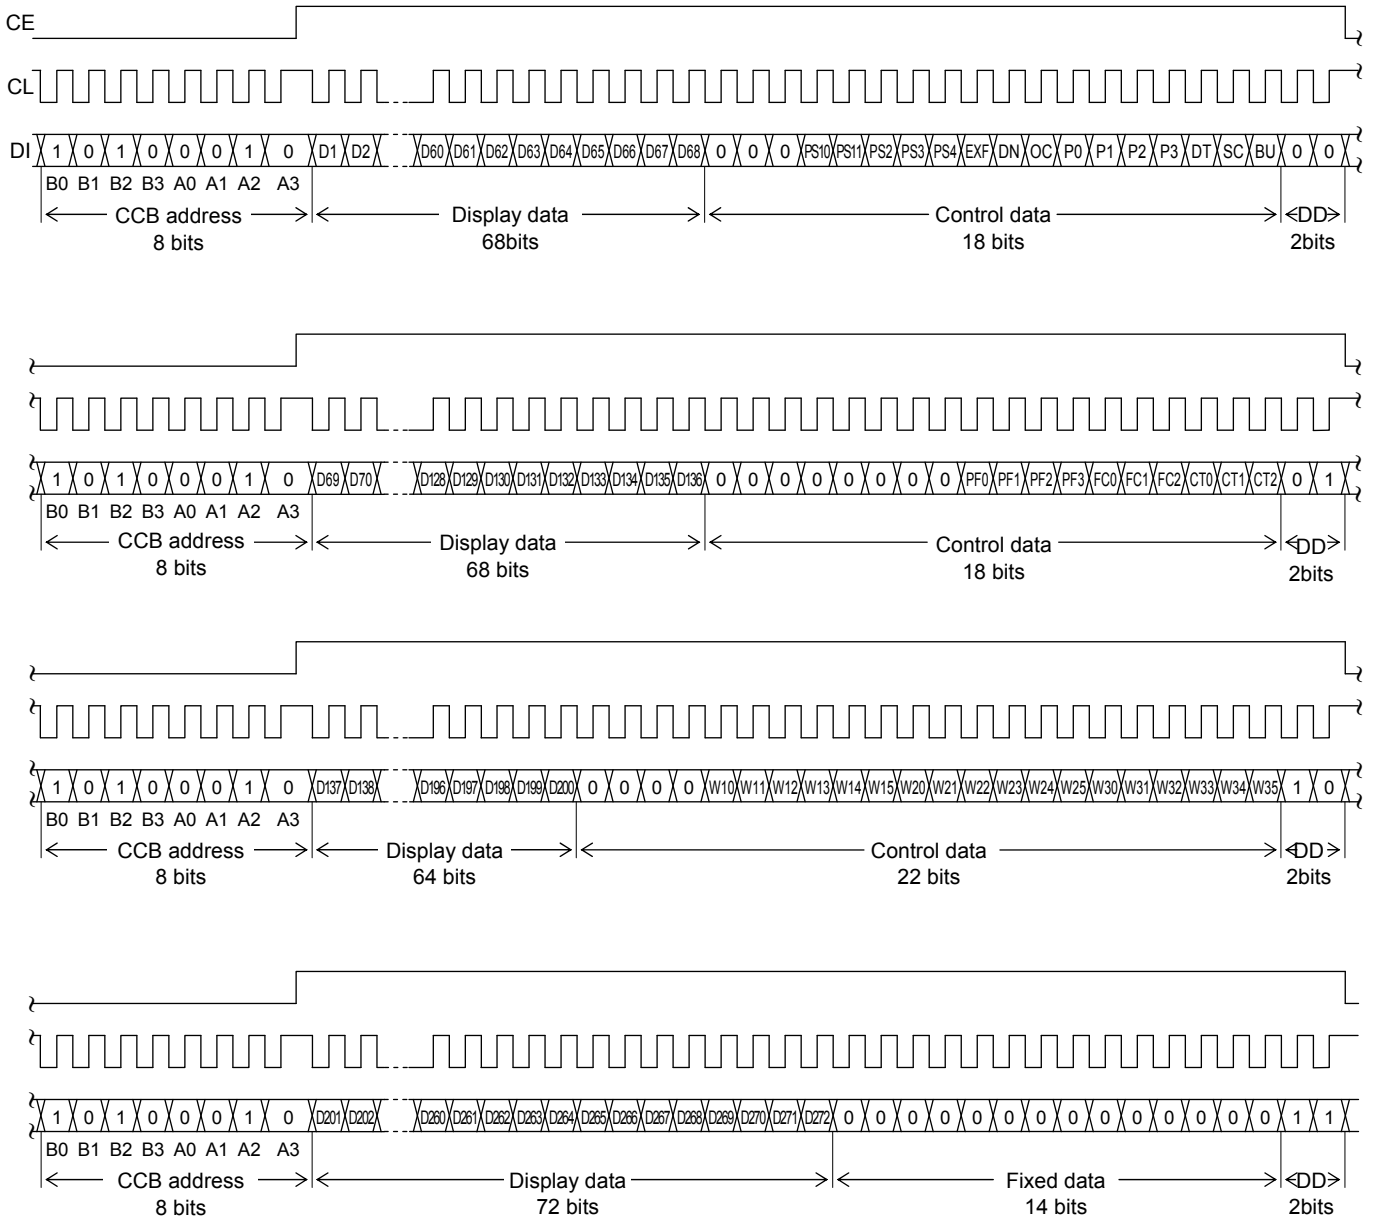 CE
CL
DI 1 0 1 0 0 0 1 0 D1 D2 D60 D61 D62 D63 D64 D65 D66 D67 D68 0 0 0 PS10 PS11 PS2 PS3 PS4 EXF DN OC P0 P1 P2 P3 DT SC BU 0 0
B0 B1 B2 B3 A0 A1 A2 A3
CCB address Display data Control data DD
8 bits 68bits 18 bits 2bits
1 0 1 0 0 0 1 0 D69 D70 D128 D129 D130 D131 D132 D133 D134 D135 D136 0 0 0 0 0 0 0 0 PF0 PF1 PF2 PF3 FC0 FC1 FC2 CT0 CT1 CT2 0 1
B0 B1 B2 B3 A0 A1 A2 A3
CCB address Display data Control data DD
8 bits 68 bits 18 bits 2bits
1 0 1 0 0 0 1 0 D137 D138 D196 D197 D198 D199 D200 0 0 0 0 W10 W11 W12 W13 W14 W15 W20 W21 W22 W23 W24 W25 W30 W31 W32 W33 W34 W35 1 0
B0 B1 B2 B3 A0 A1 A2 A3
CCB address Display data Control data DD
8 bits 64 bits 22 bits 2bits
1 0 1 0 0 0 1 0 D201 D202 D260 D261 D262 D263 D264 D265 D266 D267 D268 D269 D270 D271 D272 0 0 0 0 0 0 0 0 0 0 0 0 0 0 1 1
B0 B1 B2 B3 A0 A1 A2 A3
CCB address Display data Fixed data DD
8 bits 72 bits 14 bits 2bits